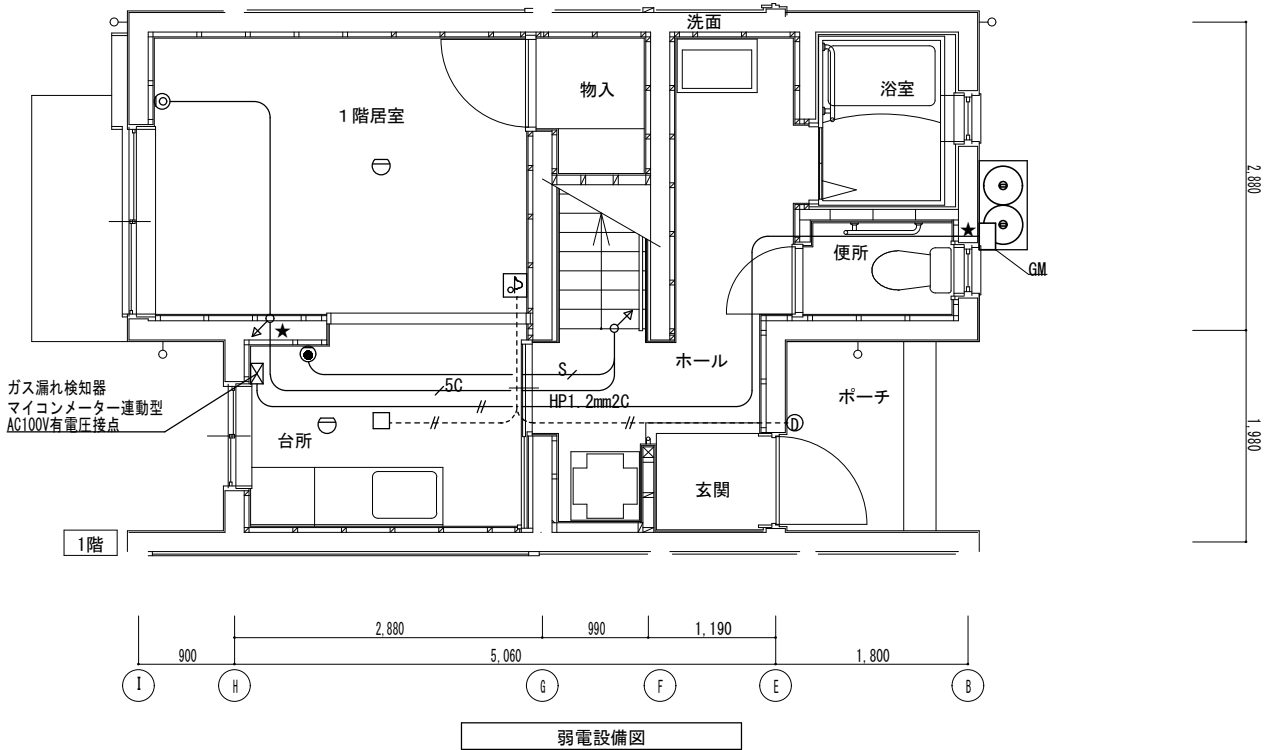 洗面
物入
浴室
1階居室
2,880
便所
GM
ホール
S
5C
HP1.2mm2C
ポーチ
ガス漏れ検知器
マイコンメーター連動型
AC100V有電圧接点
D
台所
1,980
玄関
1階
2,880
990
1,190
900
5,060
1,800
I
H
G
F
E
B
弱電設備図